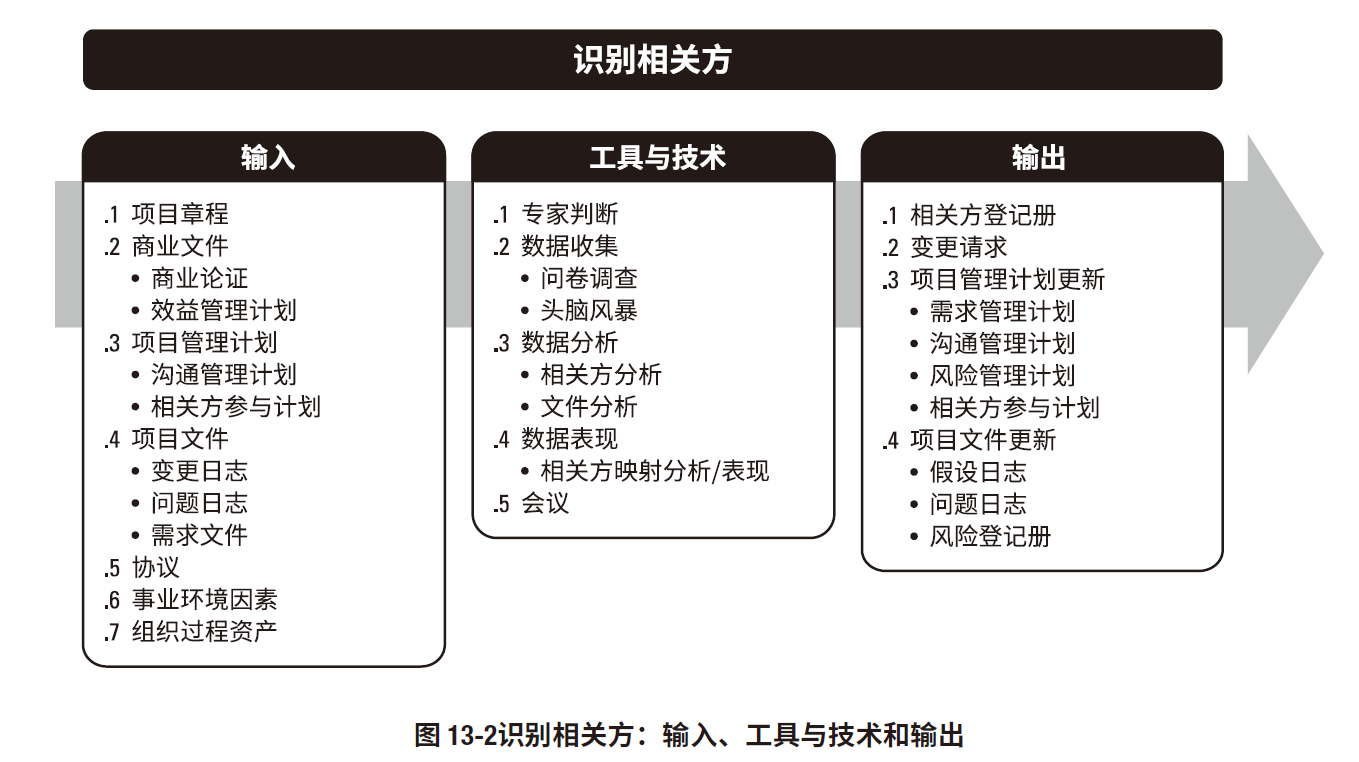 识别相关方
输入
.1 项目章程
.2 商业文件
• 商业论证
• 效益管理计划
.3 项目管理计划
• 沟通管理计划
• 相关方参与计划
.4 项目文件
• 变更日志
• 问题日志
• 需求文件
.5 协议
.6 事业环境因素
.7 组织过程资产
工具与技术
.1 专家判断
.2 数据收集
• 问卷调查
• 头脑风暴
.3 数据分析
• 相关方分析
• 文件分析
.4 数据表现
• 相关方映射分析/表现
.5 会议
输出
.1 相关方登记册
.2 变更请求
.3 项目管理计划更新
• 需求管理计划
• 沟通管理计划
• 风险管理计划
• 相关方参与计划
.4 项目文件更新
• 假设日志
• 问题日志
• 风险登记册
图 13-2识别相关方：输入、工具与技术和输出